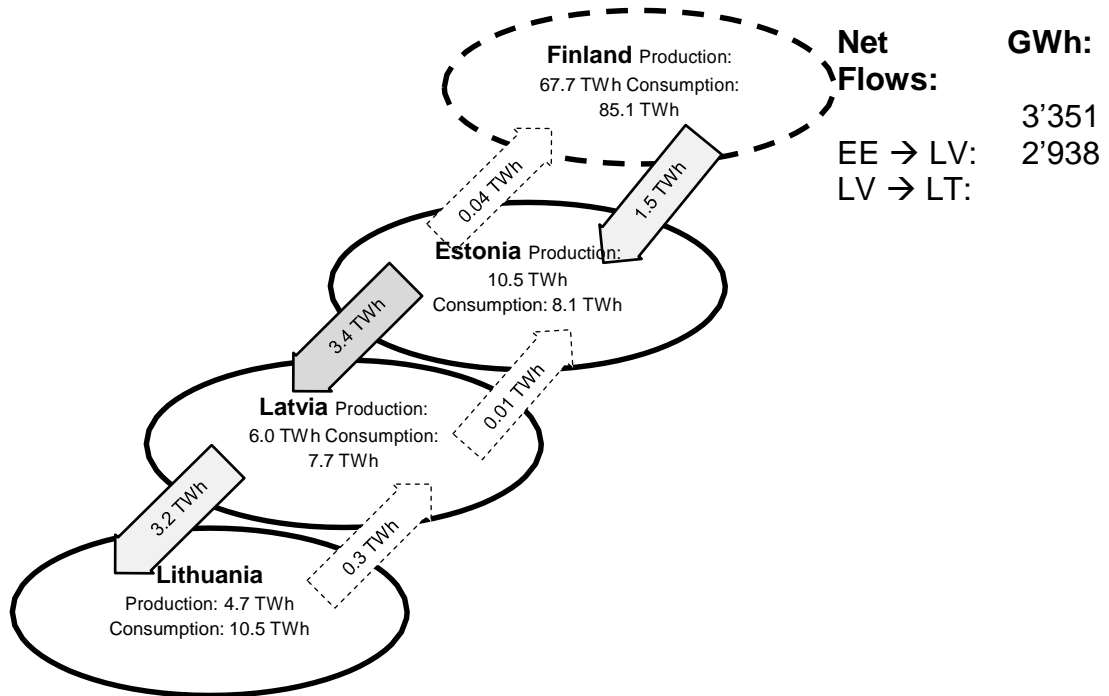 Finland Production:
67.7 TWh Consumption:
85.1 TWh
Net Flows:
GWh:
3’351
EE → LV: 2’938
LV → LT:
0.04 TWh
1.5 TWh
Estonia Production:
10.5 TWh
Consumption: 8.1 TWh
3.4 TWh
0.01 TWh
Latvia Production:
6.0 TWh Consumption:
7.7 TWh
3.2 TWh
0.3 TWh
Lithuania
Production: 4.7 TWh
Consumption: 10.5 TWh